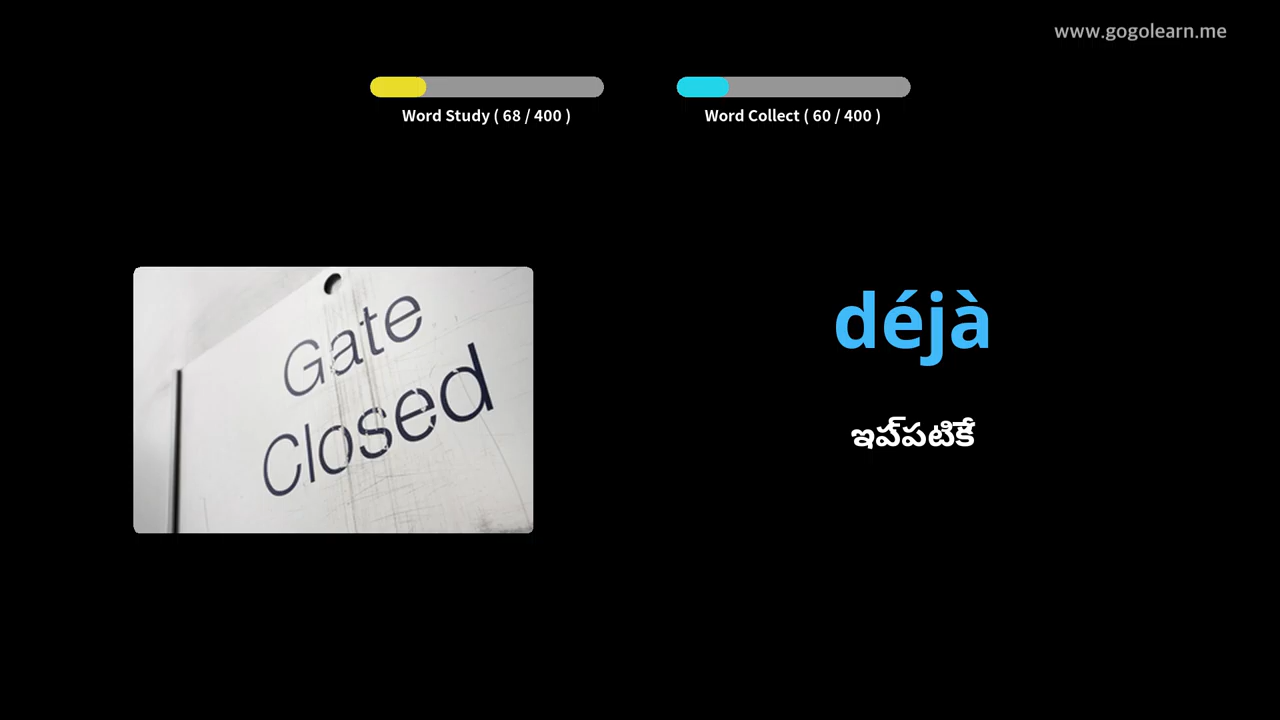 www.gogolearn.me
Word Study ( 68 / 400 )
Word Collect ( 60 / 400 )
Gate
Closed
déjà
ఇప్పటికే